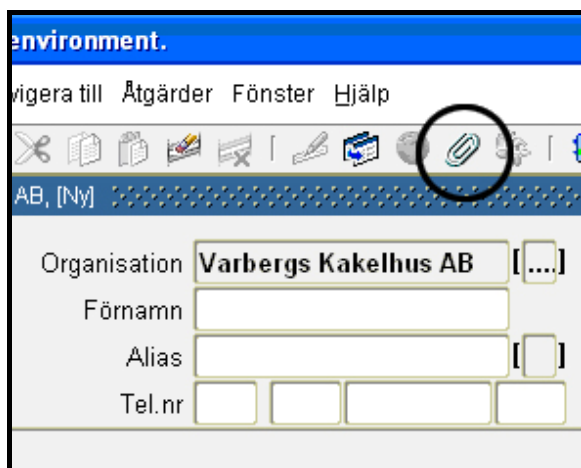 environment.
vigera till Åtgärder Fönster Hjälp
AB, [Ny]
Organisation Varbergs Kakelhus AB [....]
Förnamn
Alias [ ]
Tel.nr